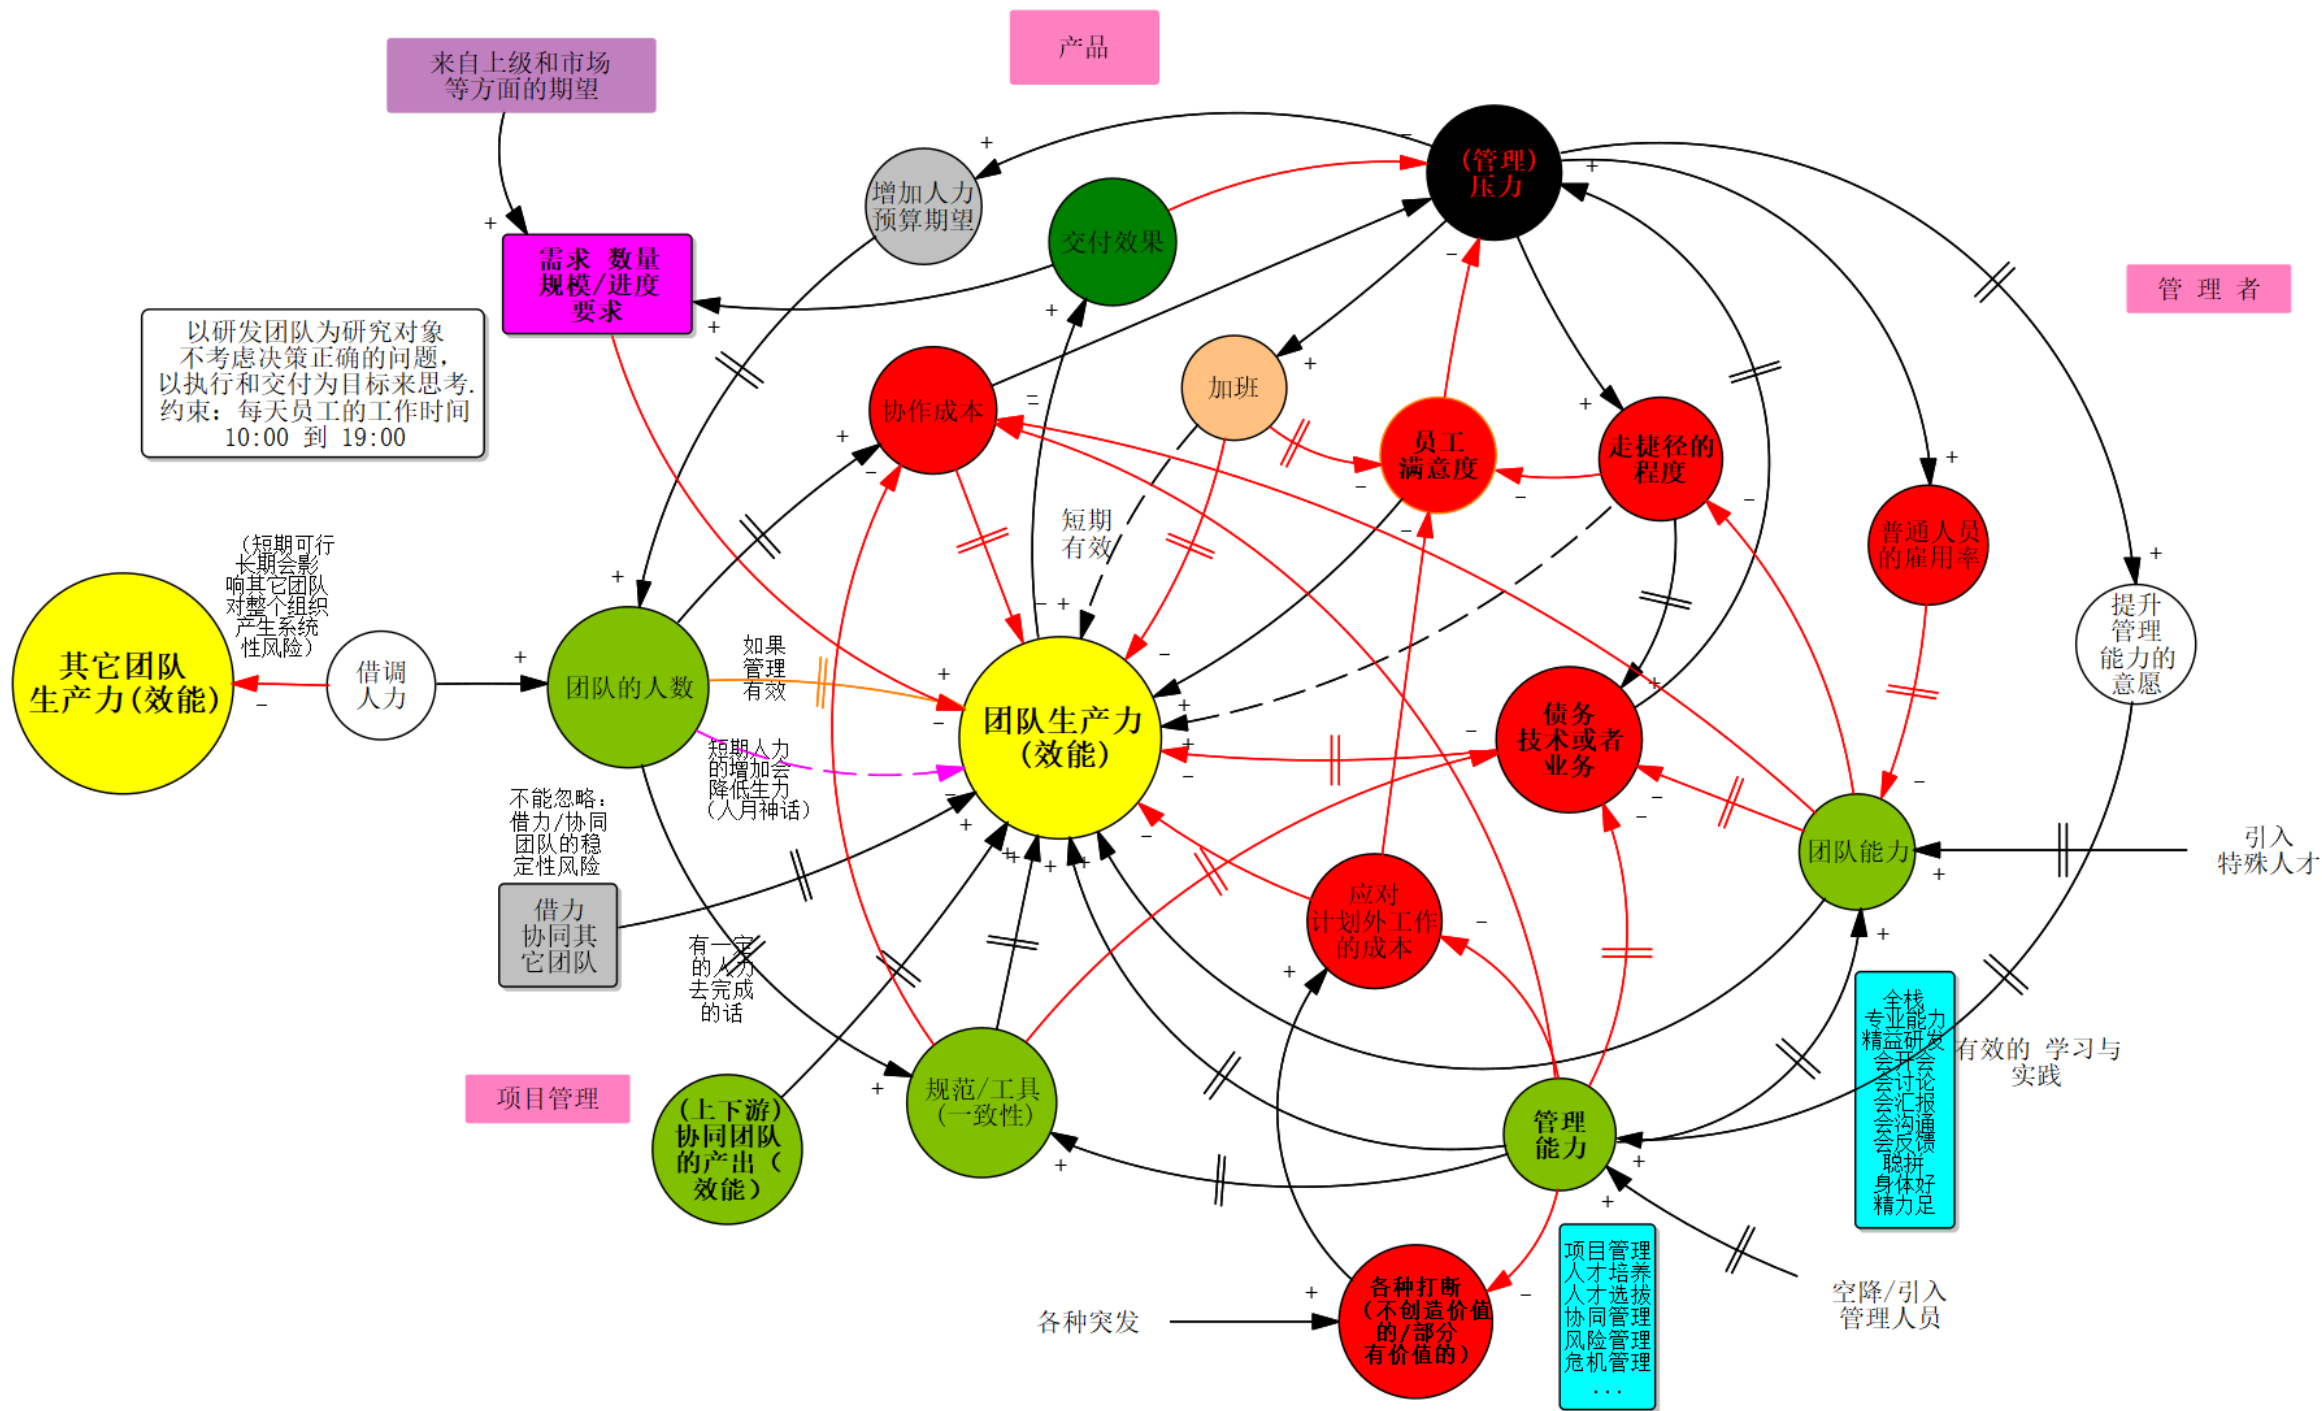 产品
来自上级和市场
等方面的期望
(管理)
压力
增加人力
预算期望
交付效果
需求 数量
规模/进度
要求
管 理 者
以研发团队为研究对象
不考虑决策正确的问题，
以执行和交付为目标来思考.
约束：每天员工的工作时间
10:00 到 19:00
协作成本
加班
员工
满意度
走捷径的
程度
普通人员
的雇用率
短期
有效
（短期可行
长期会影
响其它团队
对整个组织
产生系统
性风险）
其它团队
生产力(效能)
借调
人力
团队的人数
如果
管理
有效
短期人力
的增加会
降低生力
（人月神话）
团队生产力
(效能)
债务
技术或者
业务
提升
管理
能力的
意愿
不能忽略：
借力/协同
团队的稳
定性风险
借力
协同其
它团队
有一定
的人力
去完成
的话
应对
计划外工作
的成本
团队能力
引入
特殊人才
全栈
专业能力
精益研发
会开会
会讨论
会汇报
会沟通
会反馈
聪拼
身体好
精力足
有效的 学习与
实践
项目管理
(上下游)
协同团队
的产出（
效能）
规范/工具
(一致性)
管理
能力
各种突发
各种打断
（不创造价值
的/部分
有价值的）
项目管理
人才培养
人才选拔
协同管理
风险管理
危机管理
...
空降/引入
管理人员